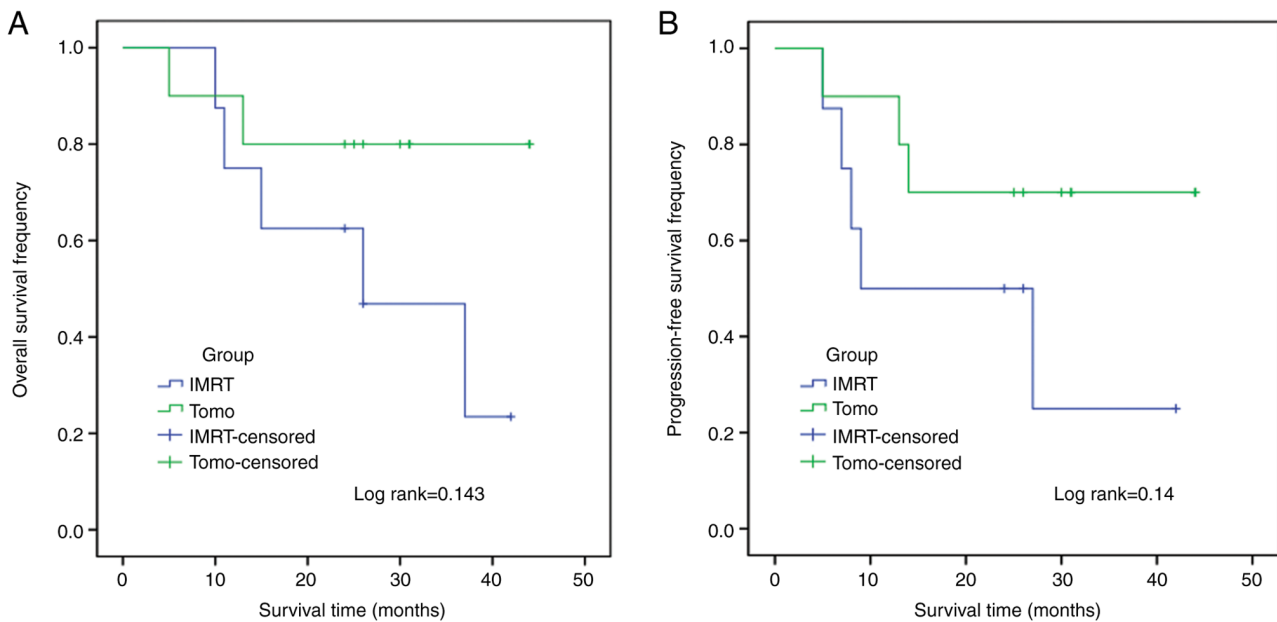 A
Overall survival frequency
1.0
0.8
0.6
0.4
0.2
0.0
Group
IMRT
Tomo
IMRT-censored
Tomo-censored
Log rank=0.143
0 10 20 30 40 50
Survival time (months)
B
Progression-free survival frequency
1.0
0.8
0.6
0.4
0.2
0.0
Group
IMRT
Tomo
IMRT-censored
Tomo-censored
Log rank=0.14
0 10 20 30 40 50
Survival time (months)